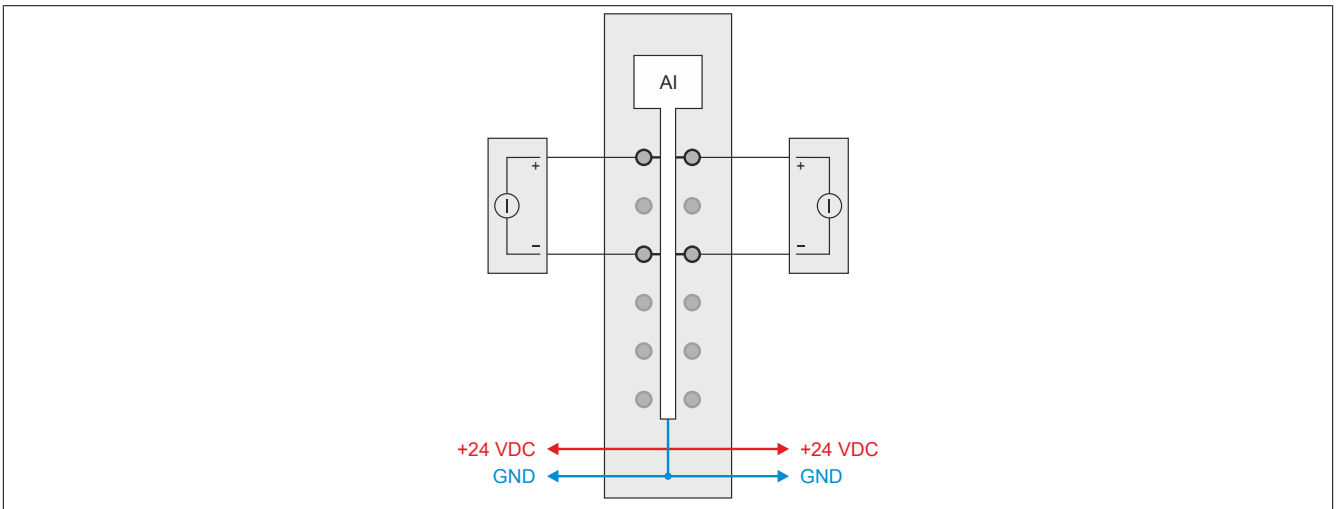 AI
+ +
− −
+24 VDC +24 VDC
GND GND